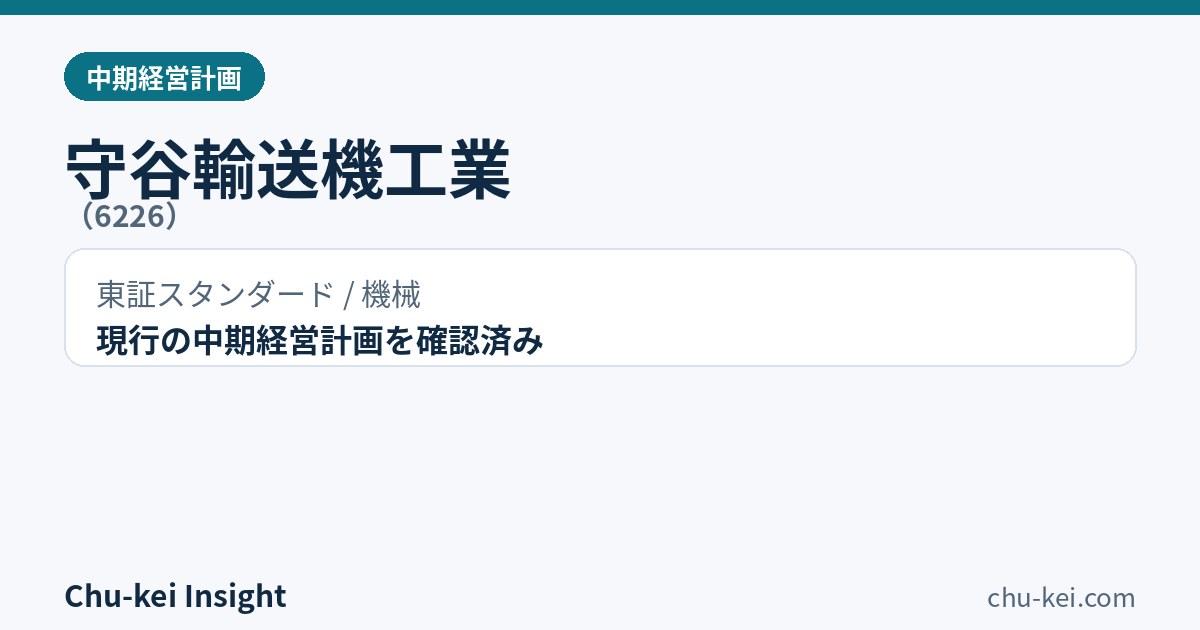 中期経営計画
守谷輸送機工業
（6226）
東証スタンダード / 機械
現行の中期経営計画を確認済み
Chu-kei Insight
chu-kei.com